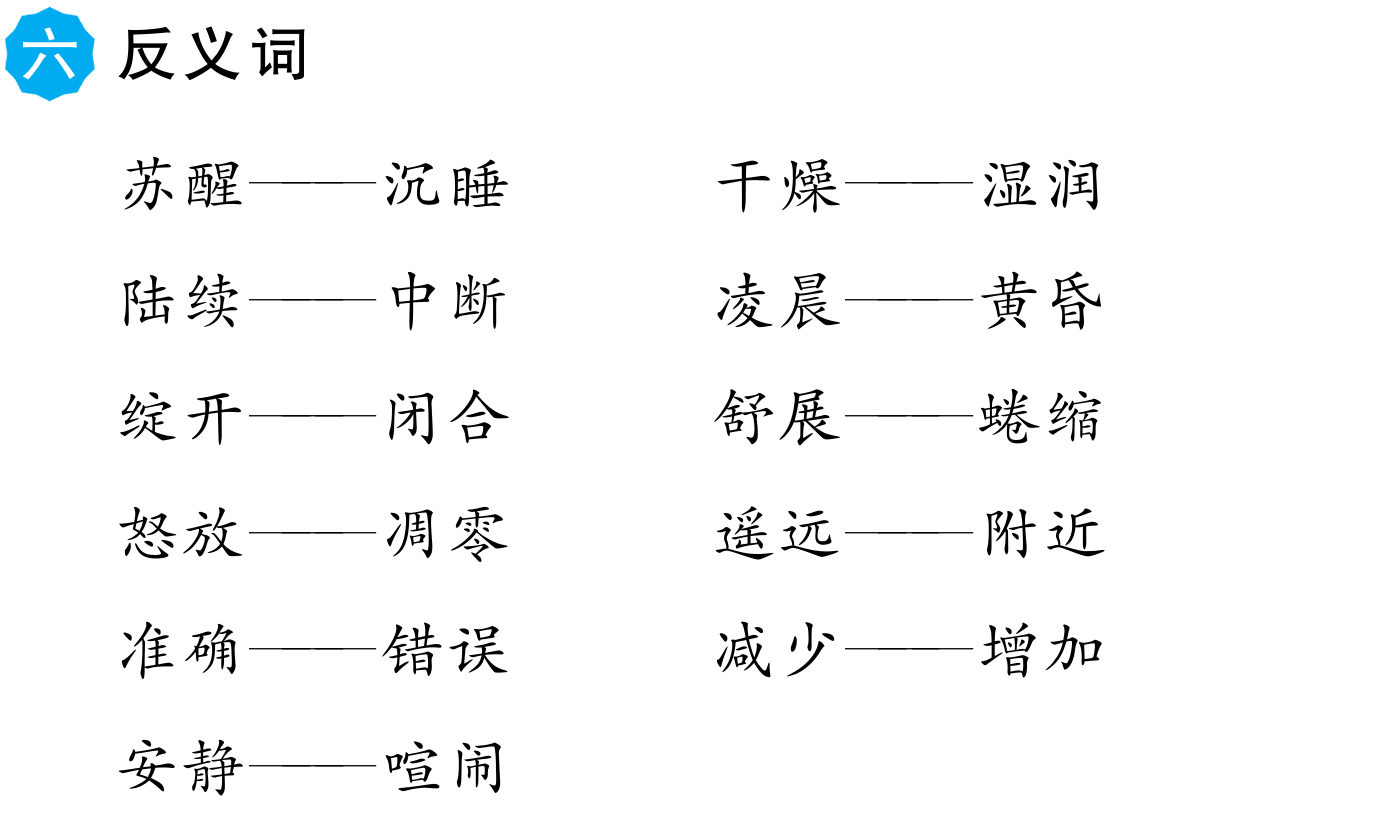 六 反义词
苏醒———沉睡 干燥———湿润
陆续———中断 凌晨———黄昏
绽开———闭合 舒展———蜷缩
怒放———凋零 遥远———附近
准确———错误 减少———增加
安静———喧闹